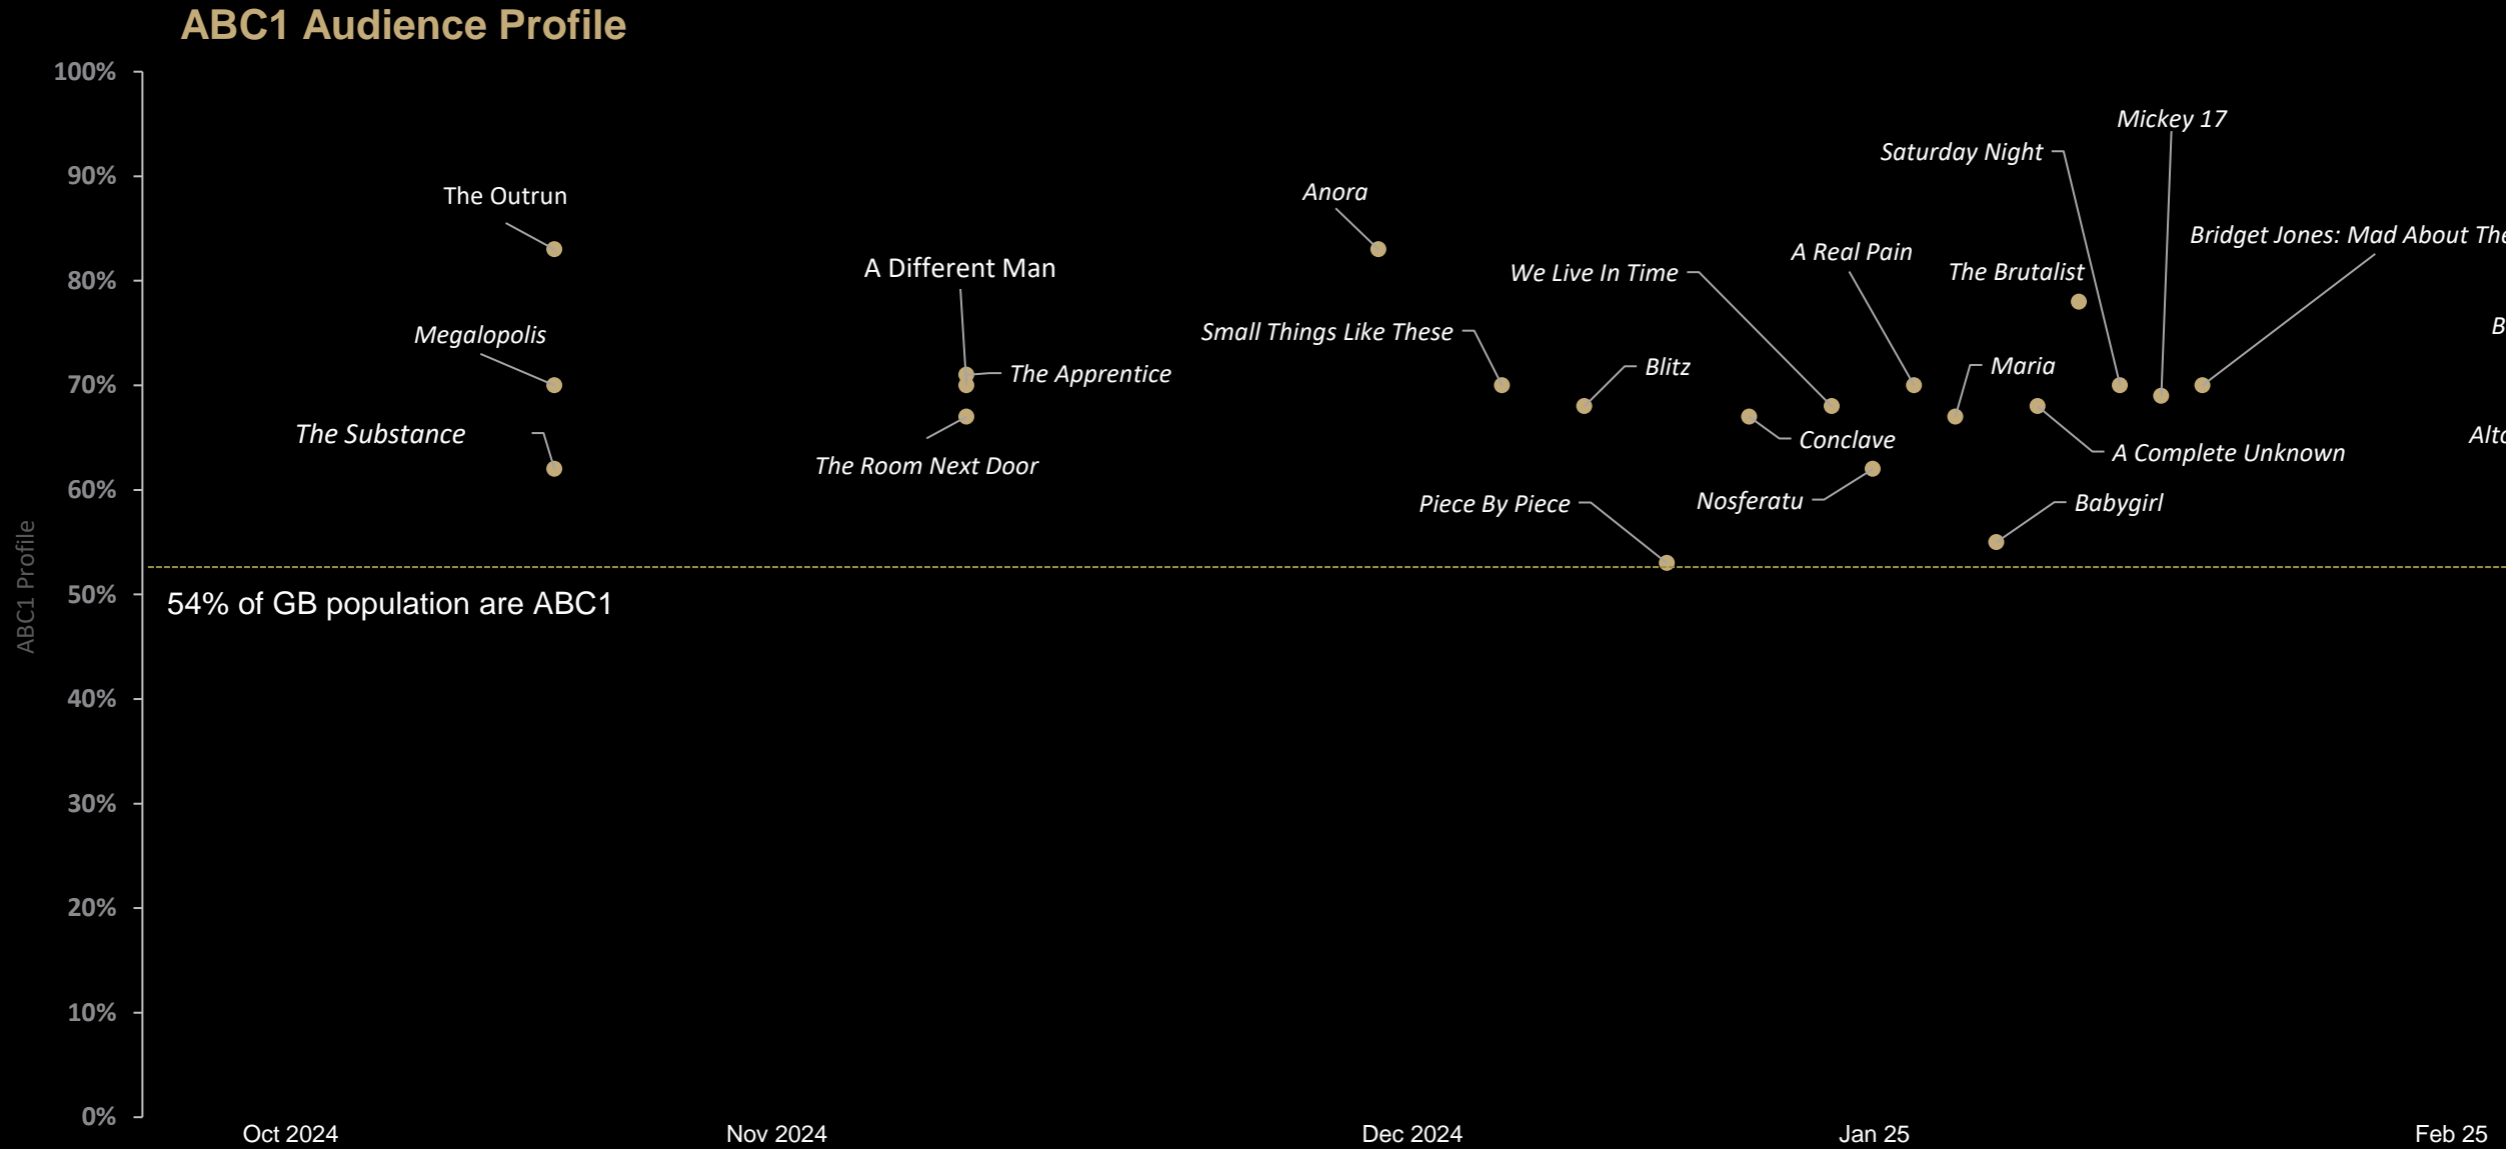 ABC1 Audience Profile
100%
90%
80%
70%
60%
50%
40%
30%
20%
10%
0%
ABC1 Profile
The Outrun
Megalopolis
The Substance
A Different Man
The Apprentice
The Room Next Door
Anora
Small Things Like These
Blitz
Piece By Piece
We Live In Time
Conclave
Nosferatu
A Real Pain
Maria
The Brutalist
Saturday Night
Mickey 17
Bridget Jones: Mad About The
A Complete Unknown
Babygirl
B
Alto
54% of GB population are ABC1
Oct 2024
Nov 2024
Dec 2024
Jan 25
Feb 25